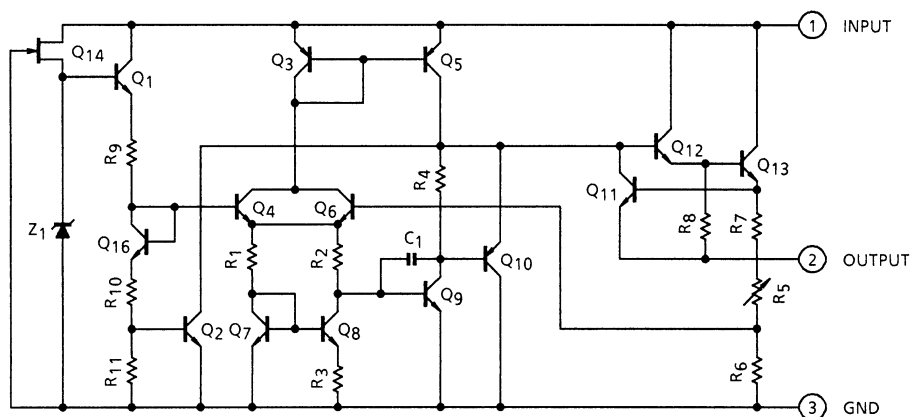 1 INPUT
Q14
Q1
Q3
Q5
R9
R4
Q12
Q13
Q11
Q4
Q6
Z1
Q16
R1
R2
C1
Q10
R8
R7
2 OUTPUT
R10
Q9
R5
Q2
Q7
Q8
R11
R3
R6
3 GND